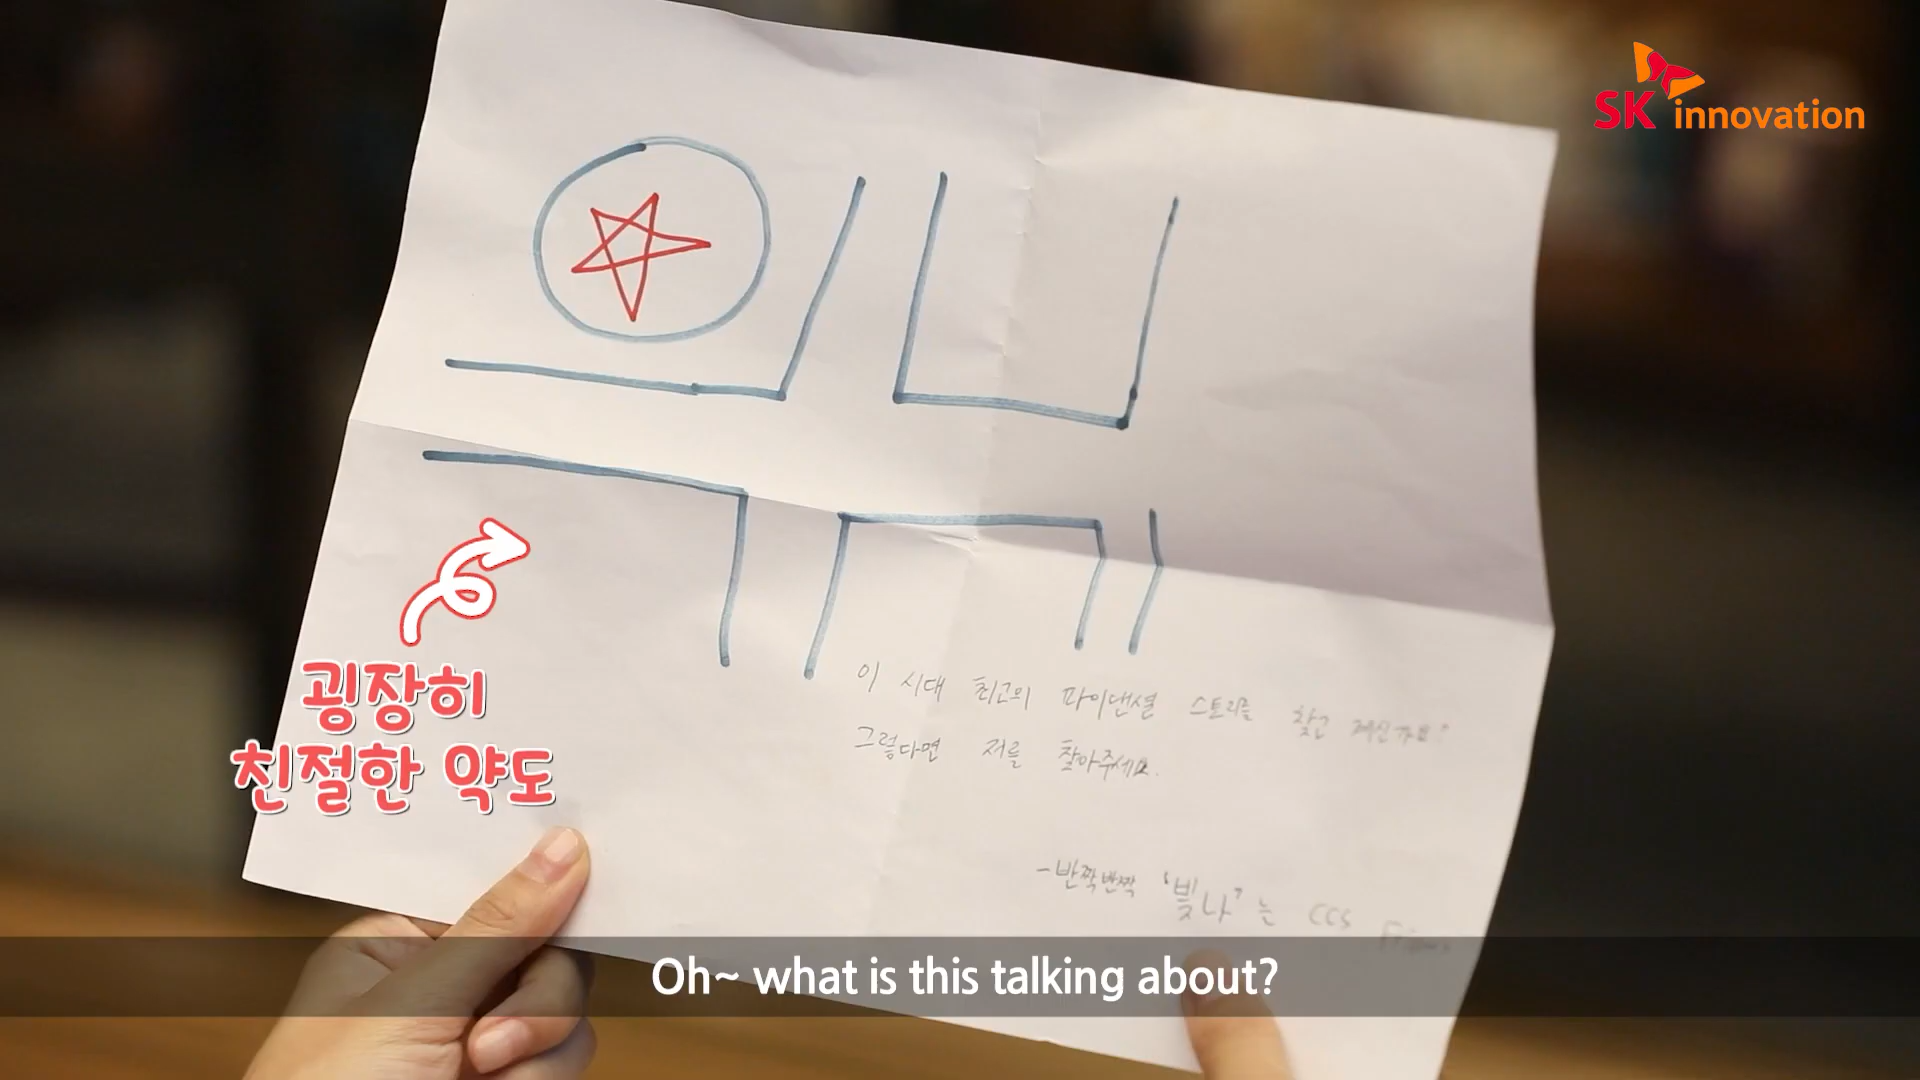 SK innovation
굉장히
친절한 약도
이 시대 최고의 파이낸셜 스토리를 찾고 계신가요?
그렇다면 저를 찾아주세요.
-반짝반짝 '빛나'는 CCS
Oh~ what is this talking about?